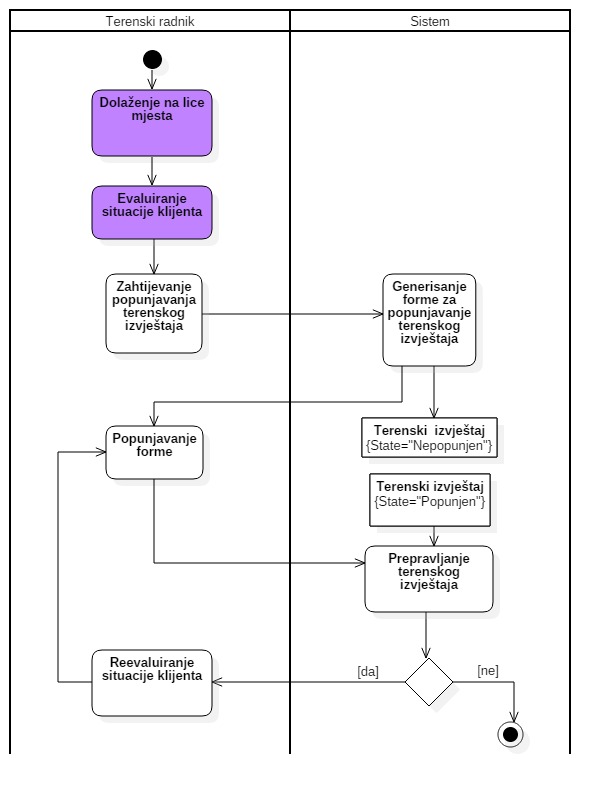 Terenski radnik
Sistem
Dolaženje na lice
mjesta
Evaluiranje
situacije klijenta
Zahtijevanje
popunjavanja
terenskog
izvještaja
Generisanje
forme za
popunjavanje
terenskog
izvještaja
Popunjavanje
forme
Terenski izvještaj
{State="Nepopunjen"}
Terenski izvještaj
{State="Popunjen"}
Prepravljanje
terenskog
izvještaja
Reevaluiranje
situacije klijenta
[da]
[ne]